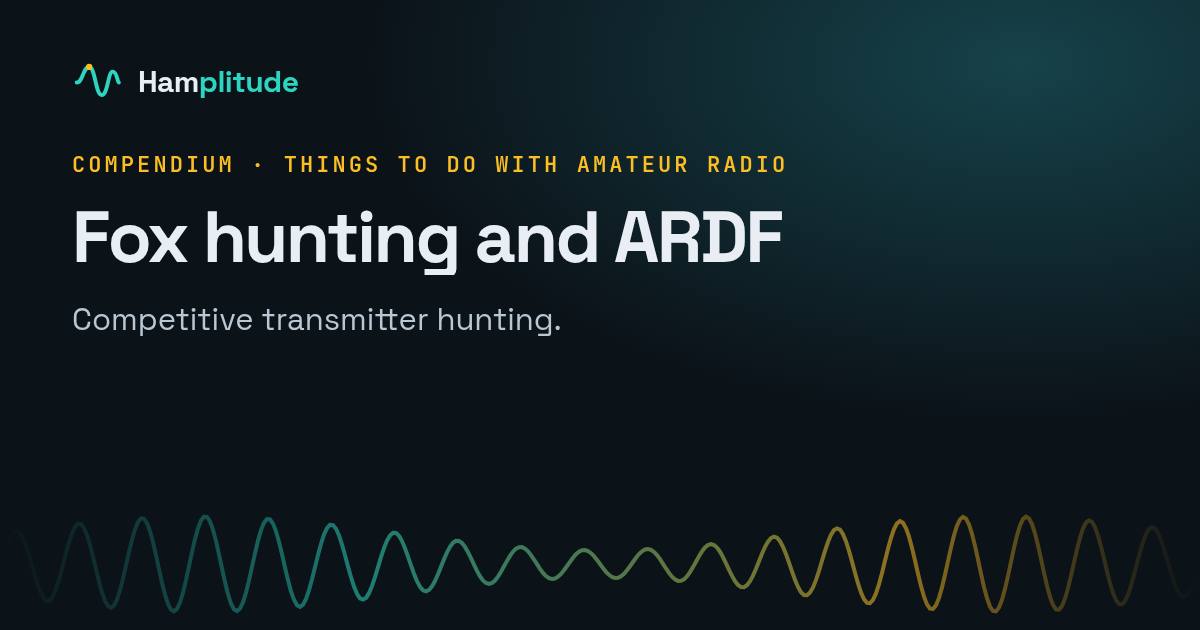 Hamplitude
COMPENDIUM · THINGS TO DO WITH AMATEUR RADIO
Fox hunting and ARDF
Competitive transmitter hunting.